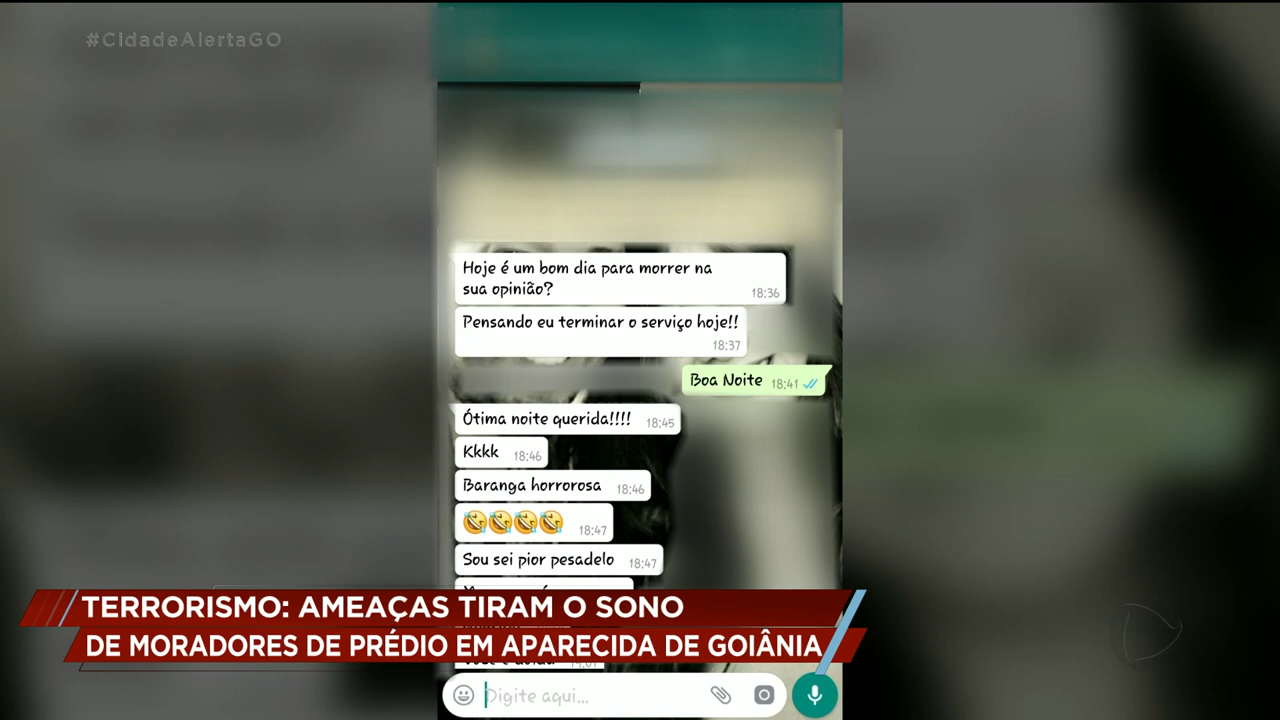 #CidadeAlertaGO
Hoje é um bom dia para morrer na
sua opinião?
18:36
Pensando eu terminar o serviço hoje!!
18:37
Boa Noite 18:41
Ótima noite querida!!!! 18:45
Kkkk 18:46
Baranga horrorosa 18:46
18:47
Sou sei pior pesadelo 18:47
TERRORISMO: AMEAÇAS TIRAM O SONO
DE MORADORES DE PRÉDIO EM APARECIDA DE GOIÂNIA
Digite aqui...